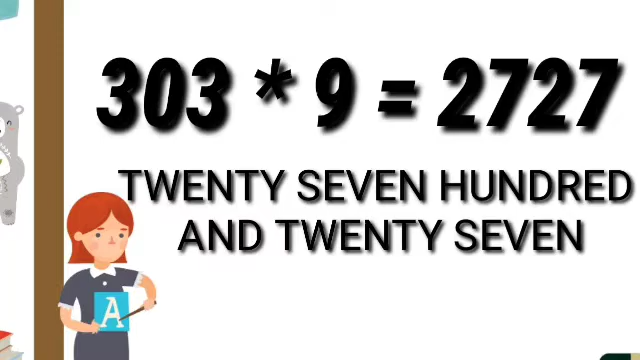 303 * 9 = 2727
TWENTY SEVEN HUNDRED
AND TWENTY SEVEN
A